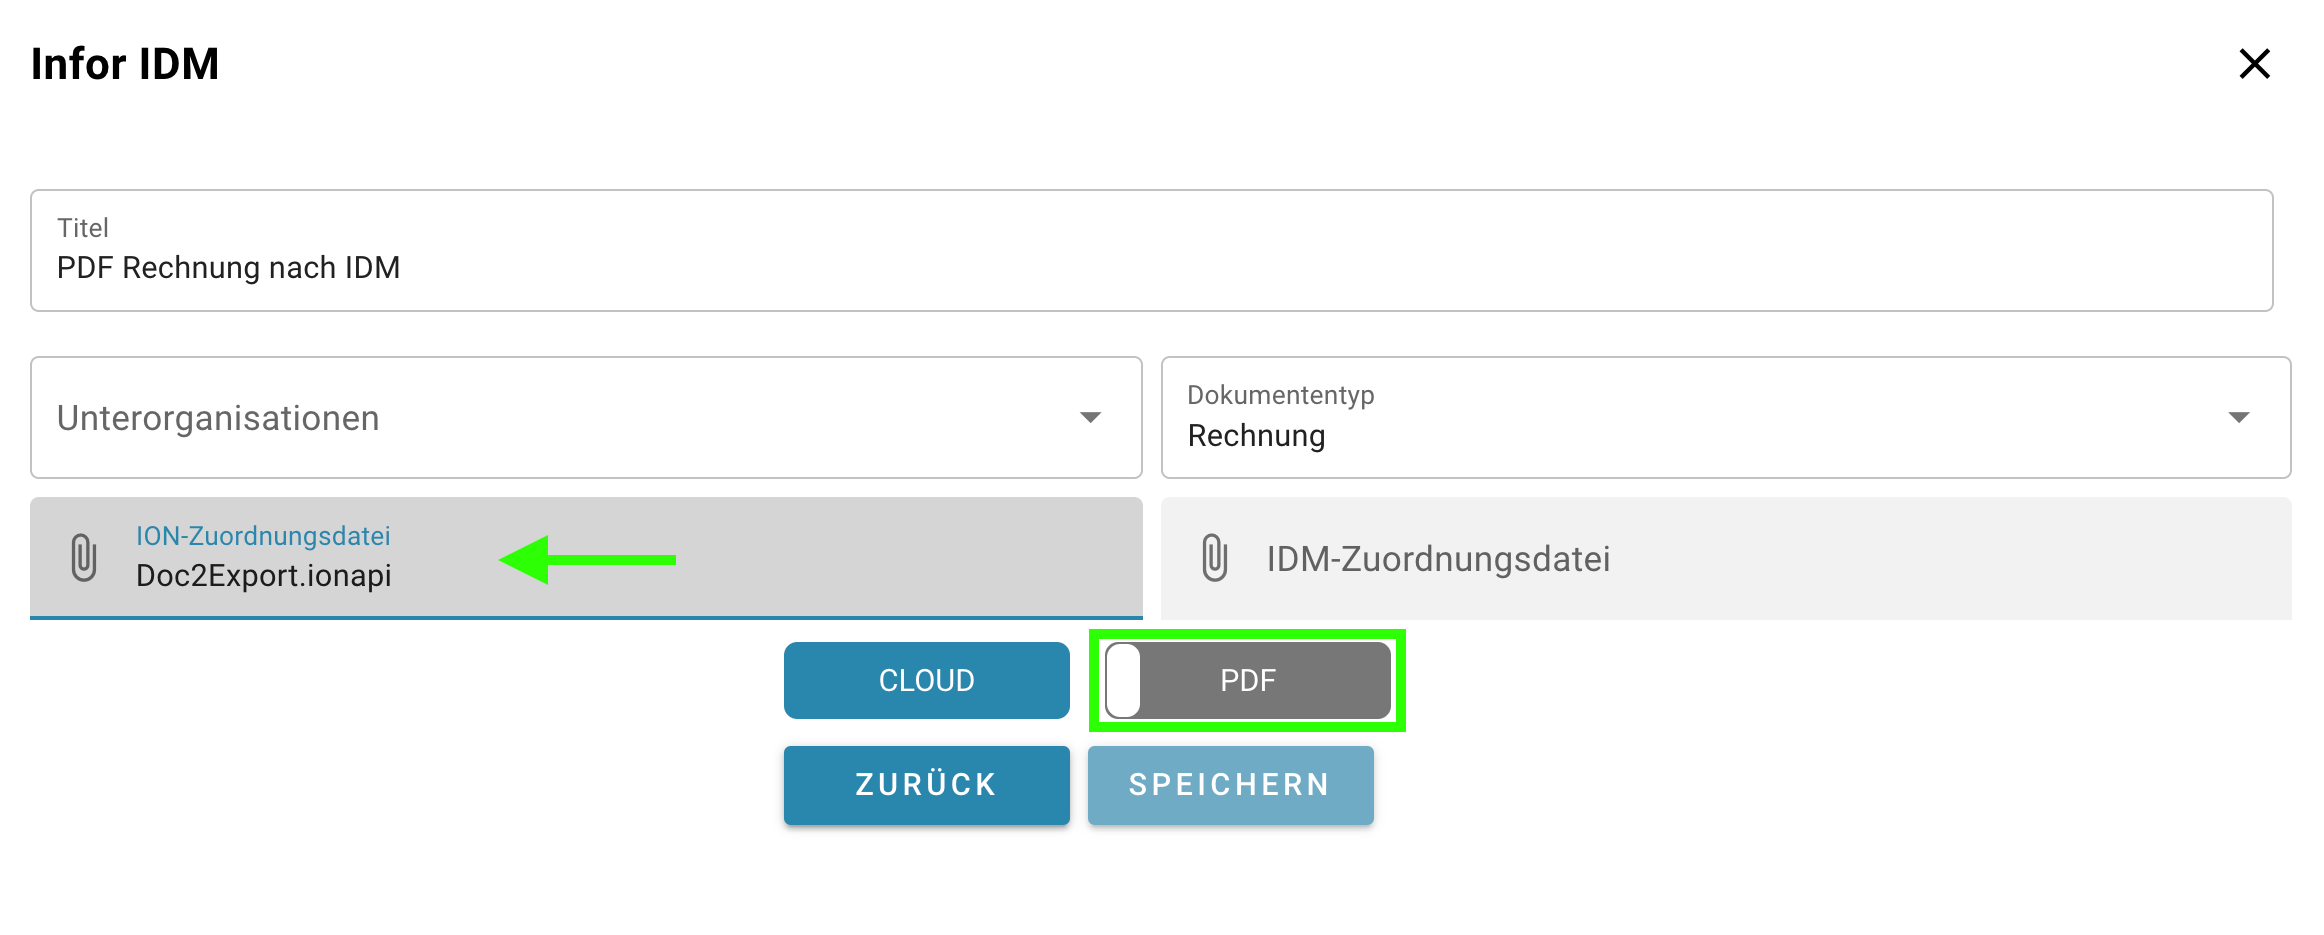 Infor IDM
Titel
PDF Rechnung nach IDM
Unterorganisationen
Dokumententyp
Rechnung
ION-Zuordnungsdatei
Doc2Export.ionapi
IDM-Zuordnungsdatei
CLOUD
PDF
ZURÜCK
SPEICHERN